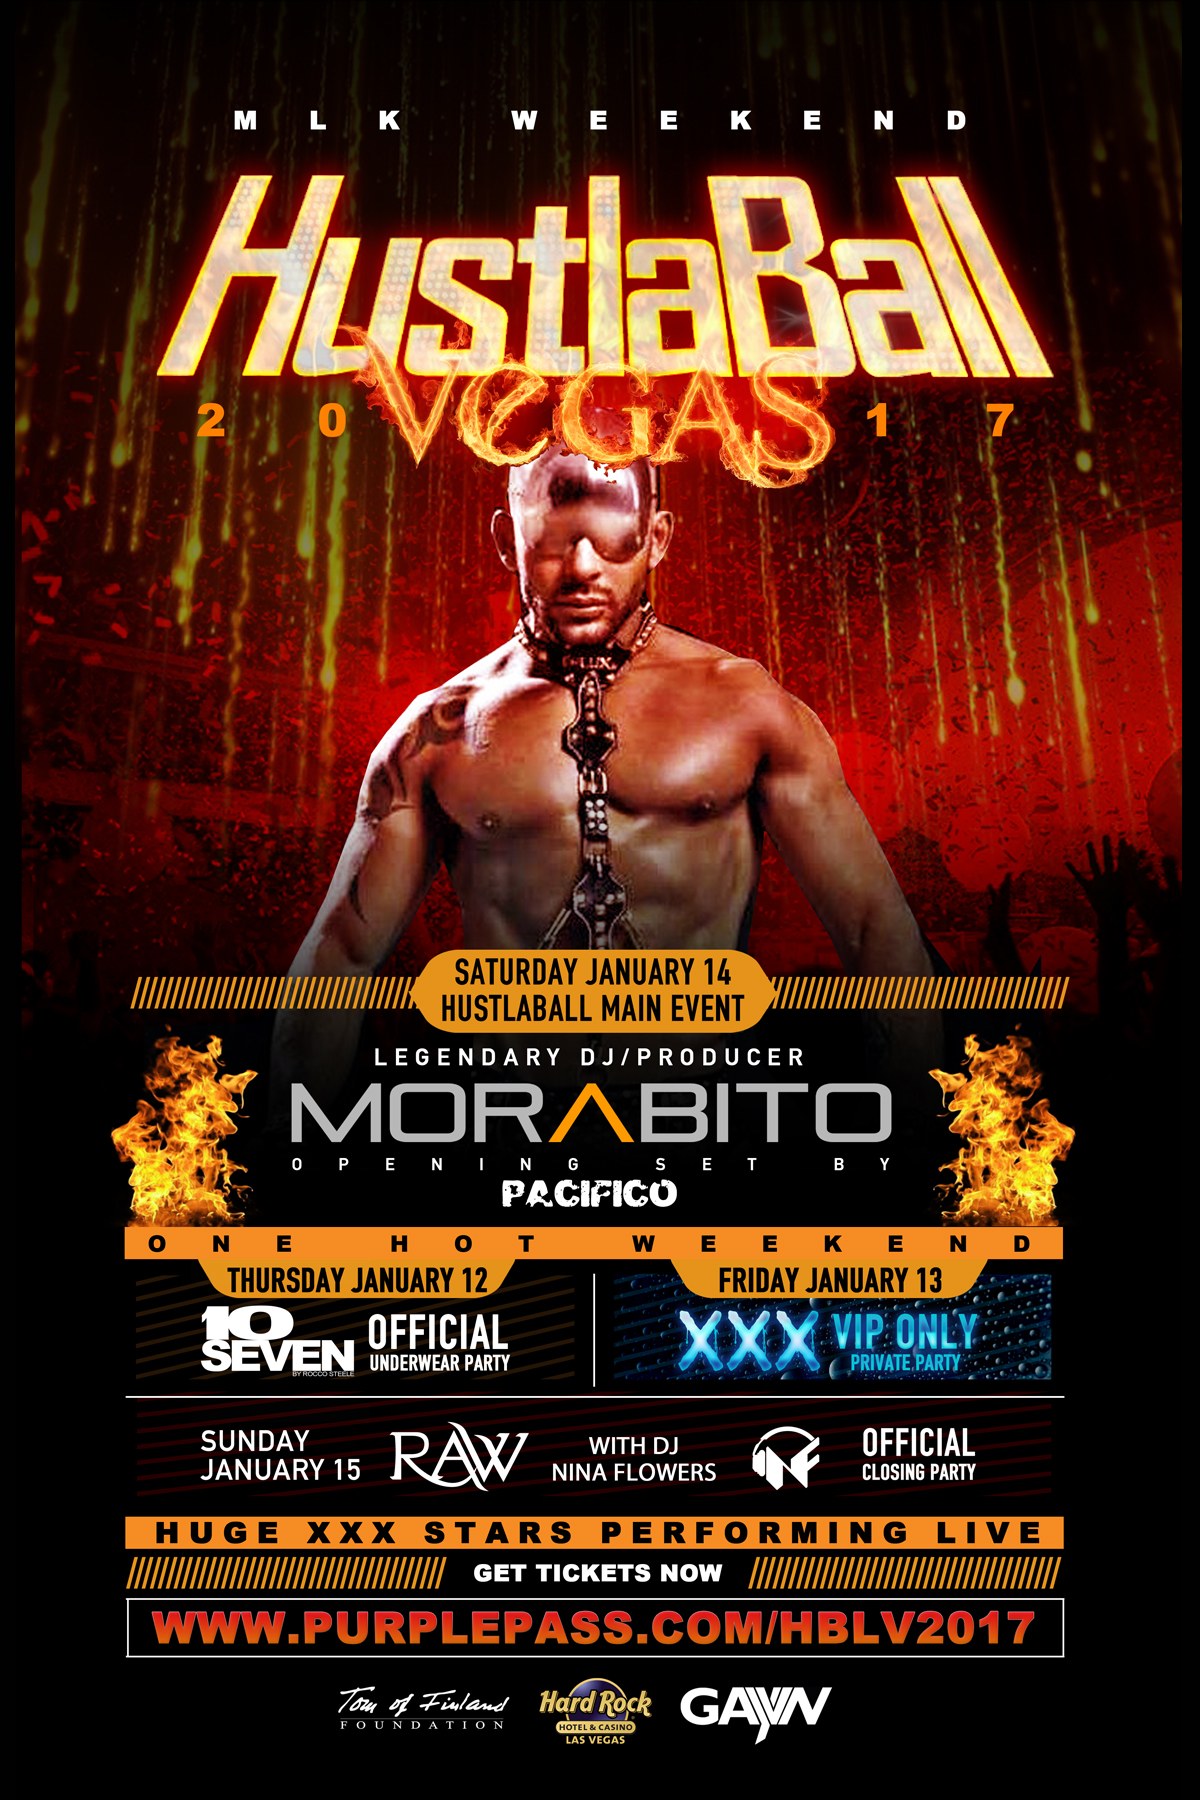 MLK WEEKEND
HustlaBall
VEGAS
2017
SATURDAY JANUARY 14
HUSTLABALL MAIN EVENT
LEGENDARY DJ/PRODUCER
MORABITO
OPENING SET BY
PACIFICO
ONE HOT WEEKEND
THURSDAY JANUARY 12
10
SEVEN
BY ROCCO STEELE
OFFICIAL
UNDERWEAR PARTY
FRIDAY JANUARY 13
XXX
VIP ONLY
PRIVATE PARTY
SUNDAY
JANUARY 15
RAW
WITH DJ
NINA FLOWERS
NF
OFFICIAL
CLOSING PARTY
HUGE XXX STARS PERFORMING LIVE
GET TICKETS NOW
WWW.PURPLEPASS.COM/HBLV2017
Tom of Finland
FOUNDATION
Hard Rock
HOTEL & CASINO
LAS VEGAS
GAYVN